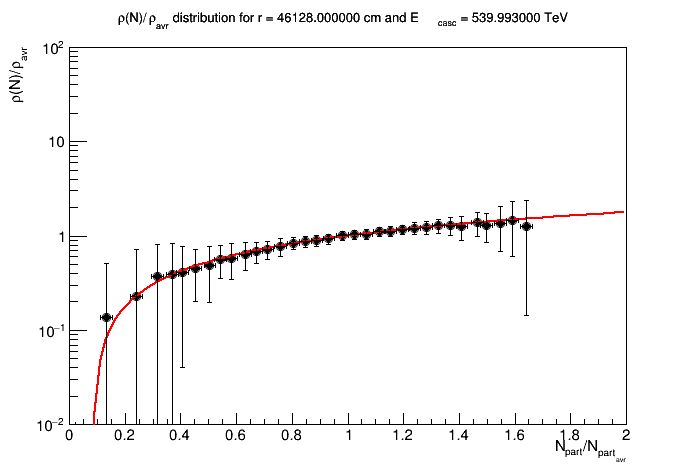 ρ(N)/ρavr distribution for r = 46128.000000 cm and E casc = 539.993000 TeV
ρ(N)/ρavr
10²
10
1
10⁻¹
10⁻²
0 0.2 0.4 0.6 0.8 1 1.2 1.4 1.6 1.8 2
Npart/Npartavr